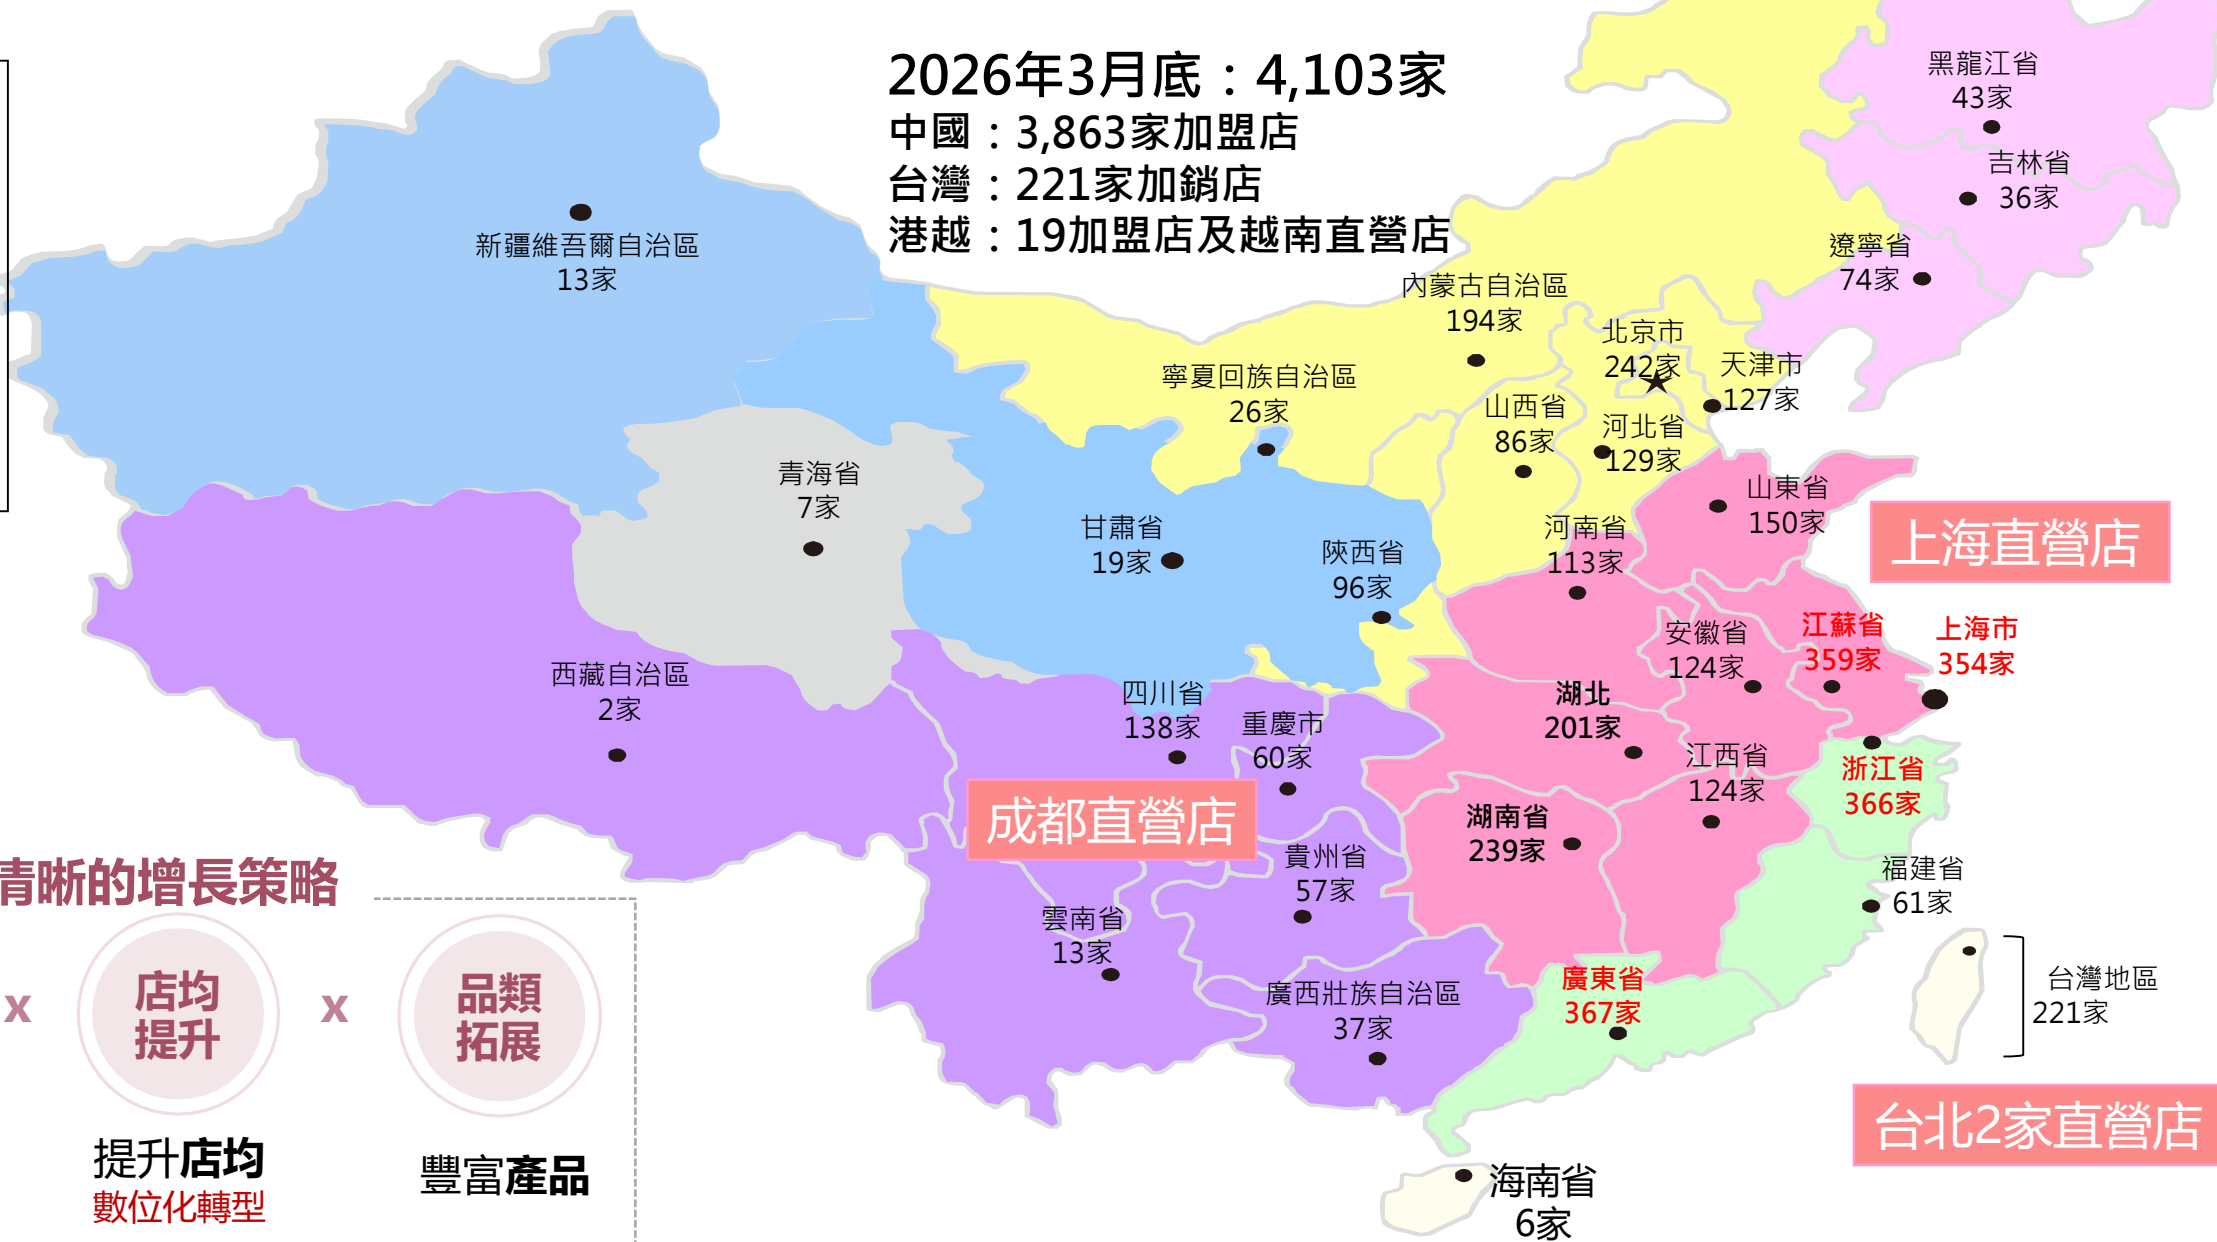 2026年3月底：4,103家
中國：3,863家加盟店
台灣：221家加銷店
港越：19加盟店及越南直營店
黑龍江省
43家
吉林省
36家
遼寧省
74家
新疆維吾爾自治區
13家
內蒙古自治區
194家
北京市
242家
天津市
127家
寧夏回族自治區
26家
山西省
86家
河北省
129家
青海省
7家
甘肅省
19家
陝西省
96家
河南省
113家
山東省
150家
上海直營店
西藏自治區
2家
四川省
138家
重慶市
60家
湖北
201家
安徽省
124家
江蘇省
359家
上海市
354家
江西省
124家
浙江省
366家
成都直營店
湖南省
239家
貴州省
57家
福建省
61家
雲南省
13家
廣西壯族自治區
37家
廣東省
367家
台灣地區
221家
台北2家直營店
海南省
6家
清晰的增長策略
x
店均
提升
x
品類
拓展
提升店均
數位化轉型
豐富產品